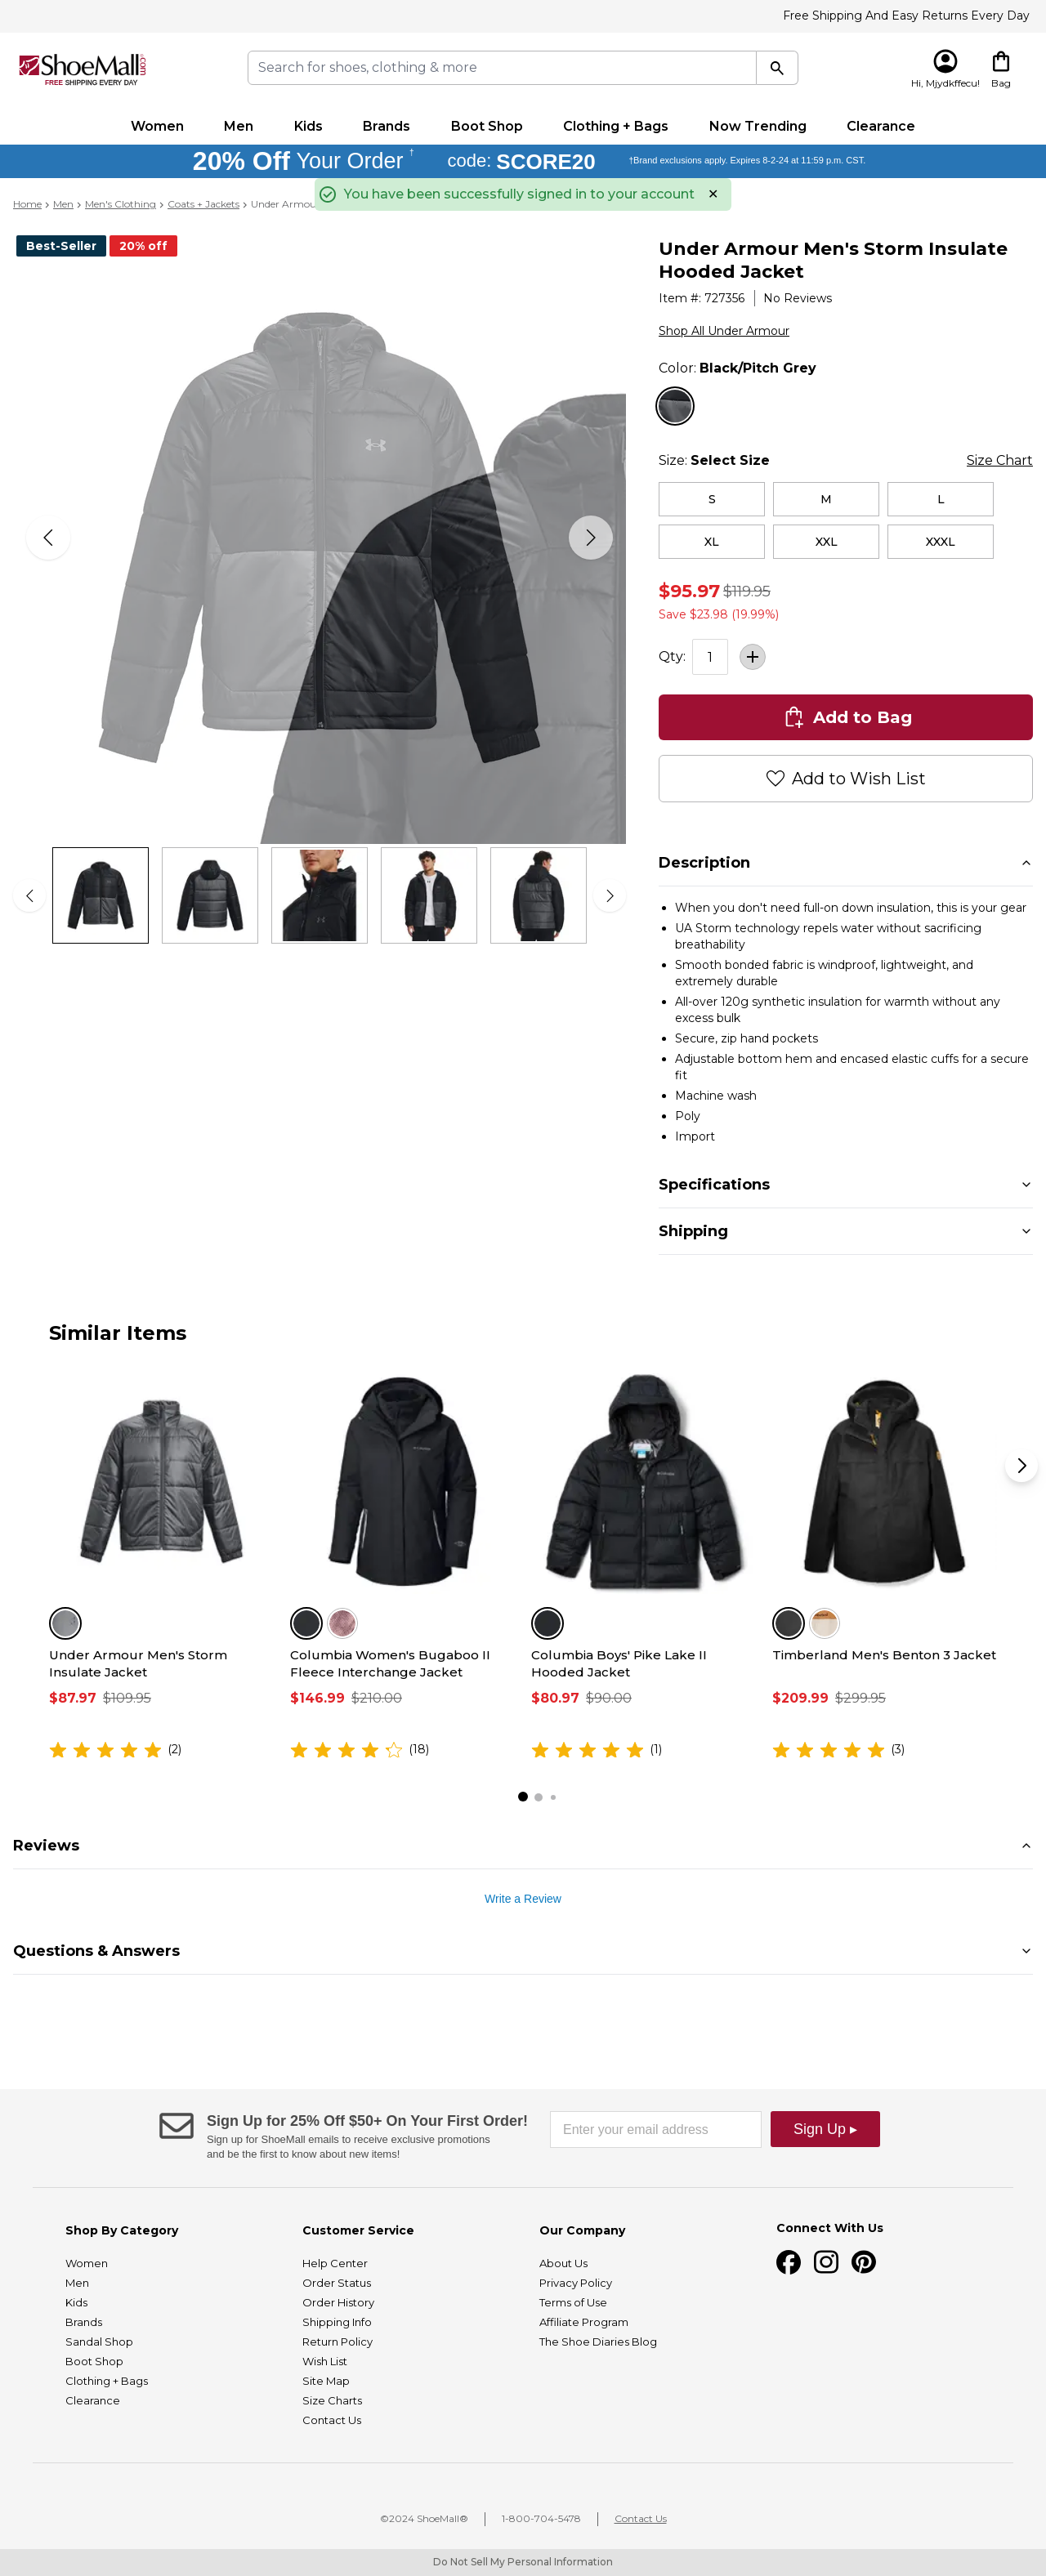 Free Shipping And Easy Returns Every Day
ShoeMall.com
FREE SHIPPING EVERY DAY
Search for shoes, clothing & more
Hi, Mjydkffecu!
Bag
Women
Men
Kids
Brands
Boot Shop
Clothing + Bags
Now Trending
Clearance
20% Off Your Order †
code: SCORE20
†Brand exclusions apply. Expires 8-2-24 at 11:59 p.m. CST.
You have been successfully signed in to your account
Home > Men > Men's Clothing > Coats + Jackets > Under Armou
Best-Seller
20% off
Under Armour Men's Storm Insulate
Hooded Jacket
Item #: 727356
No Reviews
Shop All Under Armour
Color: Black/Pitch Grey
Size: Select Size
Size Chart
S
M
L
XL
XXL
XXXL
$95.97 $119.95
Save $23.98 (19.99%)
Qty: 1
Add to Bag
Add to Wish List
Description
• When you don't need full-on down insulation, this is your gear
• UA Storm technology repels water without sacrificing
breathability
• Smooth bonded fabric is windproof, lightweight, and
extremely durable
• All-over 120g synthetic insulation for warmth without any
excess bulk
• Secure, zip hand pockets
• Adjustable bottom hem and encased elastic cuffs for a secure
fit
• Machine wash
• Poly
• Import
Specifications
Shipping
Similar Items
Under Armour Men's Storm
Insulate Jacket
$87.97 $109.95
(2)
Columbia Women's Bugaboo II
Fleece Interchange Jacket
$146.99 $210.00
(18)
Columbia Boys' Pike Lake II
Hooded Jacket
$80.97 $90.00
(1)
Timberland Men's Benton 3 Jacket
$209.99 $299.95
(3)
Reviews
Write a Review
Questions & Answers
Sign Up for 25% Off $50+ On Your First Order!
Sign up for ShoeMall emails to receive exclusive promotions
and be the first to know about new items!
Enter your email address
Sign Up ▸
Shop By Category
Women
Men
Kids
Brands
Sandal Shop
Boot Shop
Clothing + Bags
Clearance
Customer Service
Help Center
Order Status
Order History
Shipping Info
Return Policy
Wish List
Site Map
Size Charts
Contact Us
Our Company
About Us
Privacy Policy
Terms of Use
Affiliate Program
The Shoe Diaries Blog
Connect With Us
©2024 ShoeMall®
1-800-704-5478
Contact Us
Do Not Sell My Personal Information